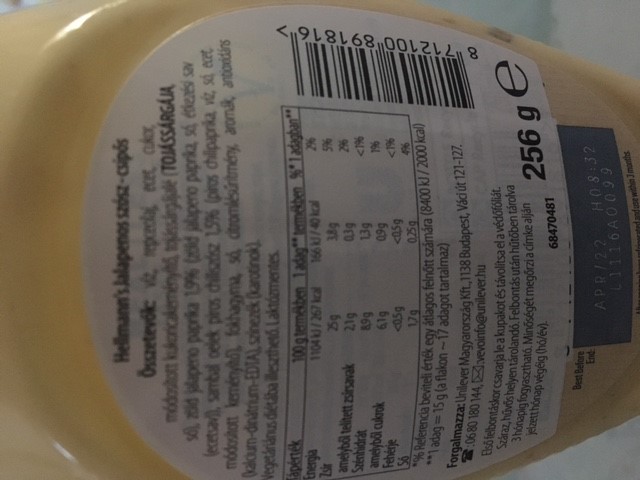 Hellmann's Jalapenos szósz - csípős
Összetevők: víz, repceolaj, ecet, cukor,
módosított kukoricakeményítő, tojássárgájalé (TOJÁSSÁRGÁJA,
só), zöld jalapeno paprika 1,9% (zöld jalapeno paprika, só, étkezési sav
(ecetsav)), sambal oelek piros chiliszósz 1,5% (piros chilipaprika, víz, só, ecet,
módosított keményítő), fokhagyma, só, citromlésűrítmény, aromák, antioxidáns
(kalcium-dinátrium-EDTA), színezék (karotinok).
Vegetáriánus diétába illeszthető. Laktózmentes.
Tápérték 100 g termékben 1 adag** termékben %* 1 adagban**
Energia 1104 kJ / 267 kcal 166 kJ / 40 kcal 2%
Zsír 25 g 3,8 g 5%
amelyből telített zsírsavak 2,1 g 0,3 g 2%
Szénhidrát 8,9 g 1,3 g <1%
amelyből cukrok 6,1 g 0,9 g 1%
Fehérje <0,5 g <0,5 g <1%
Só 1,7 g 0,25 g 4%
*% Referencia beviteli érték egy átlagos felnőtt számára (8400 kJ / 2000 kcal)
**1 adag = 15 g (a flakon ~ 17 adagot tartalmaz)
Forgalmazza: Unilever Magyarország Kft., 1138 Budapest, Váci út 121-127.
☎ 06 80 180 144, ✉: vevoinfo@unilever.hu
Első felbontáskor csavarja le a kupakot és távolítsa el a védőfóliát.
Száraz, hűvös helyen tárolandó. Felbontás után hűtőben tárolva
3 hónapig fogyasztható. Minőségét megőrzi a címke alján
jelzett hónap végéig (hó/év).
68470481
256 g e
8 712100 891816 >
Best Before
End:
APR/22 H08:32
L1116A0099